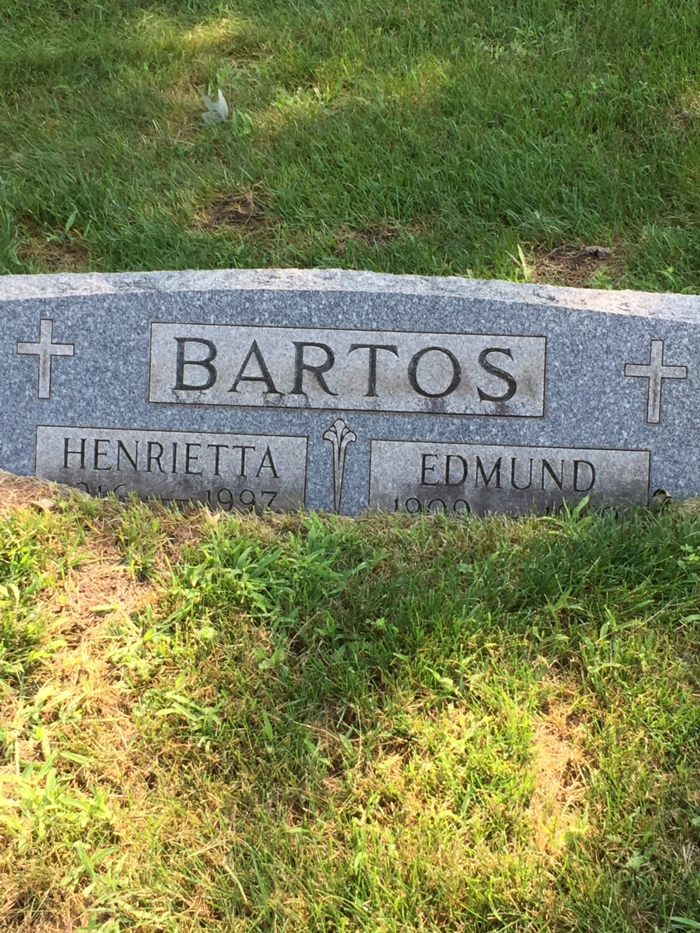 BARTOS
HENRIETTA
1997
EDMUND